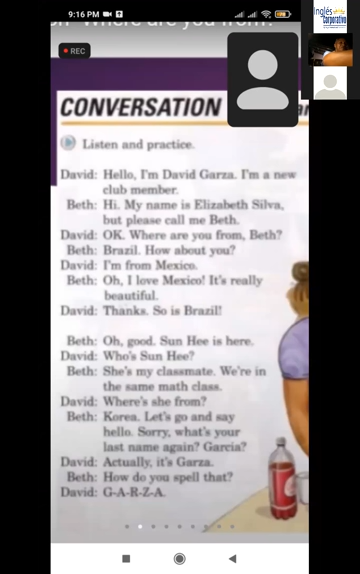 9:16 PM
on "Where are you from?"
REC
Inglés
Corporativo
CONVERSATION
Listen and practice.
David: Hello, I'm David Garza. I'm a new
club member.
Beth: Hi. My name is Elizabeth Silva,
but please call me Beth.
David: OK. Where are you from, Beth?
Beth: Brazil. How about you?
David: I'm from Mexico.
Beth: Oh, I love Mexico! It's really
beautiful.
David: Thanks. So is Brazil!
Beth: Oh, good. Sun Hee is here.
David: Who's Sun Hee?
Beth: She's my classmate. We're in
the same math class.
David: Where's she from?
Beth: Korea. Let's go and say
hello. Sorry, what's your
last name again? Garcia?
David: Actually, it's Garza.
Beth: How do you spell that?
David: G-A-R-Z-A.